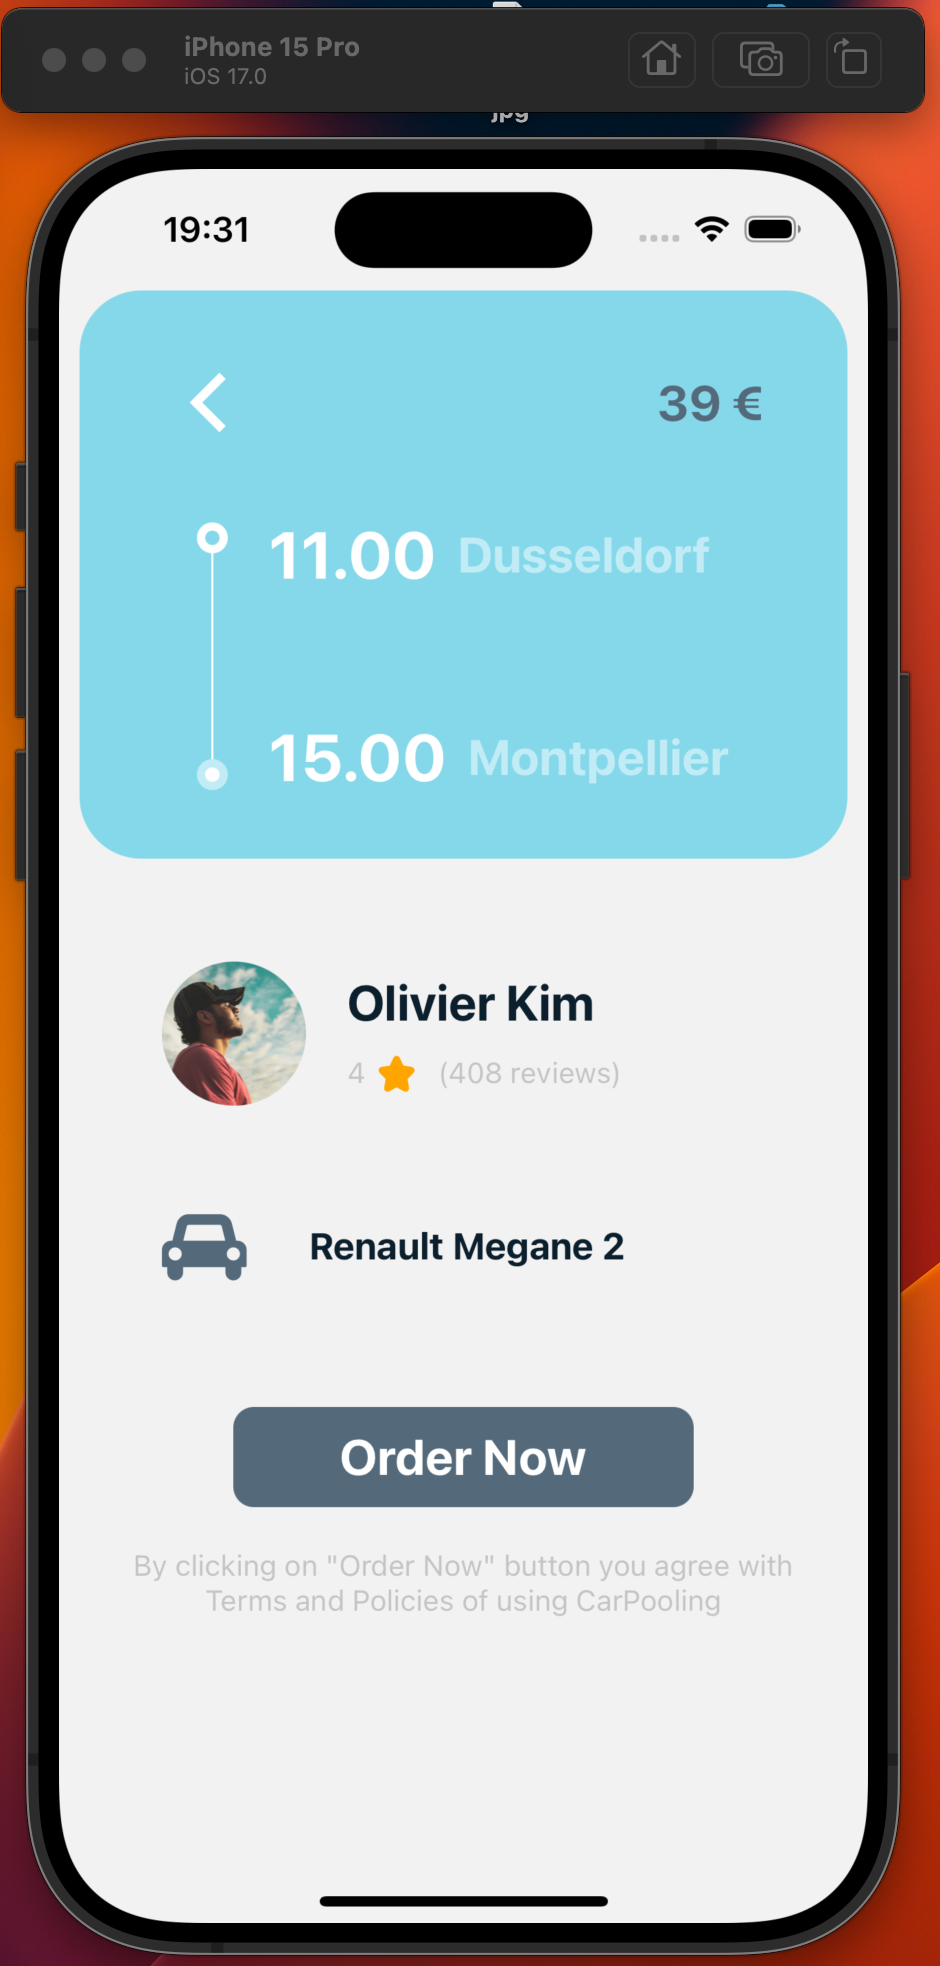 iPhone 15 Pro
iOS 17.0
jpg
19:31
39 €
11.00 Dusseldorf
15.00 Montpellier
Olivier Kim
4 (408 reviews)
Renault Megane 2
Order Now
By clicking on "Order Now" button you agree with
Terms and Policies of using CarPooling